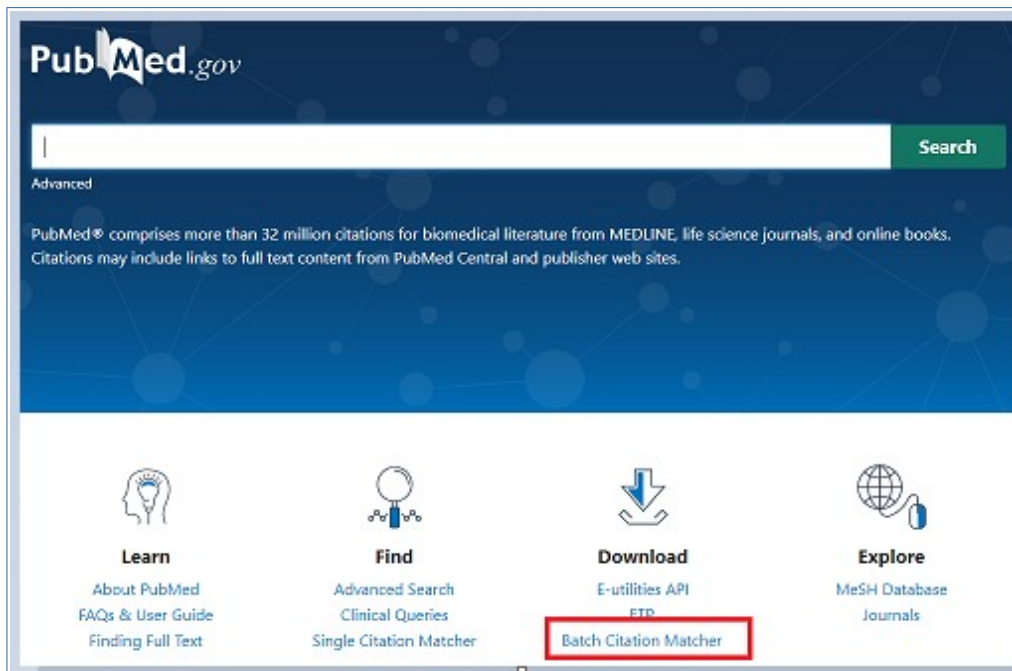 PubMed.gov
Search
Advanced
PubMed® comprises more than 32 million citations for biomedical literature from MEDLINE, life science journals, and online books.
Citations may include links to full text content from PubMed Central and publisher web sites.
Learn
About PubMed
FAQs & User Guide
Finding Full Text
Find
Advanced Search
Clinical Queries
Single Citation Matcher
Download
E-utilities API
FTP
Batch Citation Matcher
Explore
MeSH Database
Journals